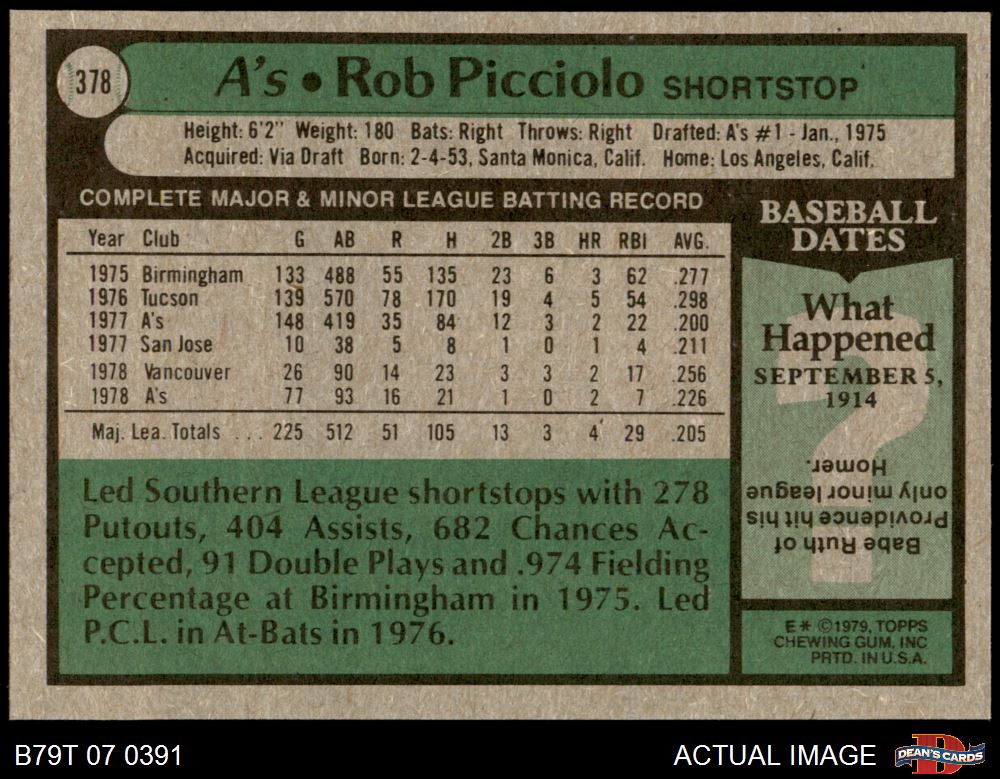 378
A's • Rob Picciolo SHORTSTOP
Height: 6'2" Weight: 180 Bats: Right Throws: Right Drafted: A's #1 - Jan., 1975
Acquired: Via Draft Born: 2-4-53, Santa Monica, Calif. Home: Los Angeles, Calif.
COMPLETE MAJOR & MINOR LEAGUE BATTING RECORD
Year Club G AB R H 2B 3B HR RBI AVG.
1975 Birmingham 133 488 55 135 23 6 3 62 .277
1976 Tucson 139 570 78 170 19 4 5 54 .298
1977 A's 148 419 35 84 12 3 2 22 .200
1977 San Jose 10 38 5 8 1 0 1 4 .211
1978 Vancouver 26 90 14 23 3 3 2 17 .256
1978 A's 77 93 16 21 1 0 2 7 .226
Maj. Lea. Totals ... 225 512 51 105 13 3 4 29 .205
Led Southern League shortstops with 278
Putouts, 404 Assists, 682 Chances Ac-
cepted, 91 Double Plays and .974 Fielding
Percentage at Birmingham in 1975. Led
P.C.L. in At-Bats in 1976.
BASEBALL
DATES
What
Happened
SEPTEMBER 5,
1914
?
Babe Ruth of
Providence hit his
only minor league
Homer.
E* ©1979, TOPPS
CHEWING GUM, INC
PRTD. IN U.S.A.
B79T 07 0391
ACTUAL IMAGE
D
DEAN'S CARDS